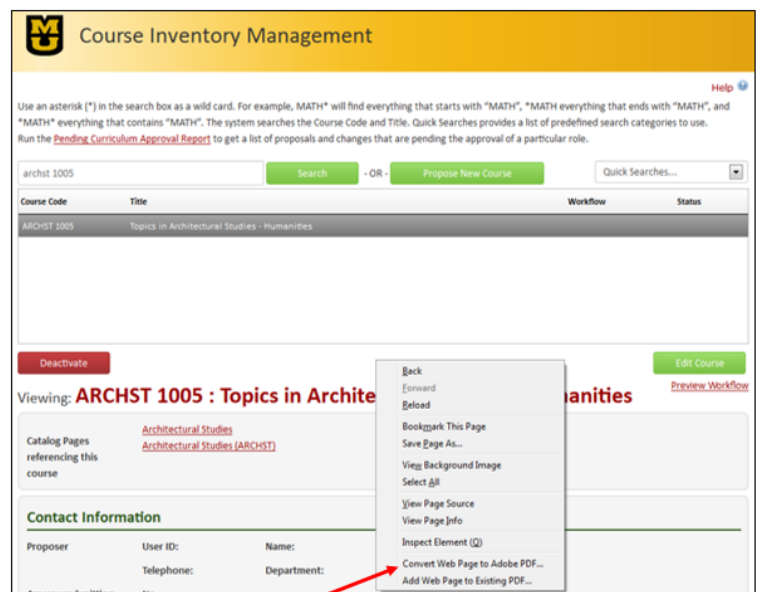 MU
Course Inventory Management
Help
Use an asterisk (*) in the search box as a wild card. For example, MATH* will find everything that starts with "MATH", *MATH everything that ends with "MATH", and
*MATH* everything that contains "MATH". The system searches the Course Code and Title. Quick Searches provides a list of predefined search categories to use.
Run the Pending Curriculum Approval Report to get a list of proposals and changes that are pending the approval of a particular role.
archst 1005
Search
- OR -
Propose New Course
Quick Searches...
Course Code Title Workflow Status
ARCHST 1005 Topics in Architectural Studies - Humanities
Deactivate
Edit Course
Preview Workflow
Viewing: ARCHST 1005 : Topics in Archite
anities
Catalog Pages
referencing this
course
Architectural Studies
Architectural Studies (ARCHST)
Contact Information
Proposer User ID: Name:
Telephone: Department:
Back
Forward
Reload
Bookmark This Page
Save Page As...
View Background Image
Select All
View Page Source
View Page Info
Inspect Element (Q)
Convert Web Page to Adobe PDF...
Add Web Page to Existing PDF...